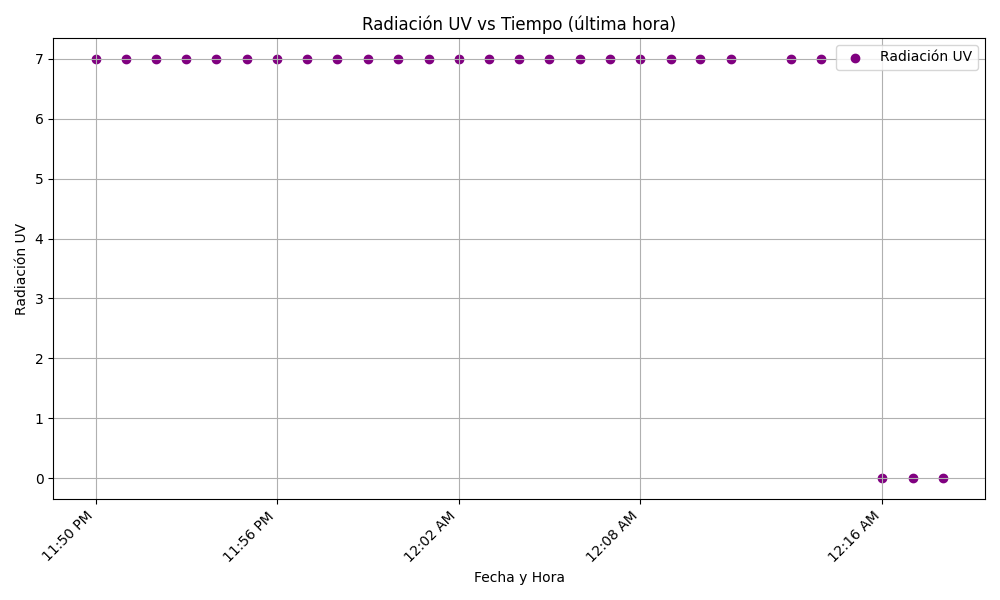 Radiación UV vs Tiempo (última hora)
Radiación UV
7
6
5
4
3
2
1
0
Radiación UV
11:50 PM
11:56 PM
12:02 AM
12:08 AM
12:16 AM
Fecha y Hora